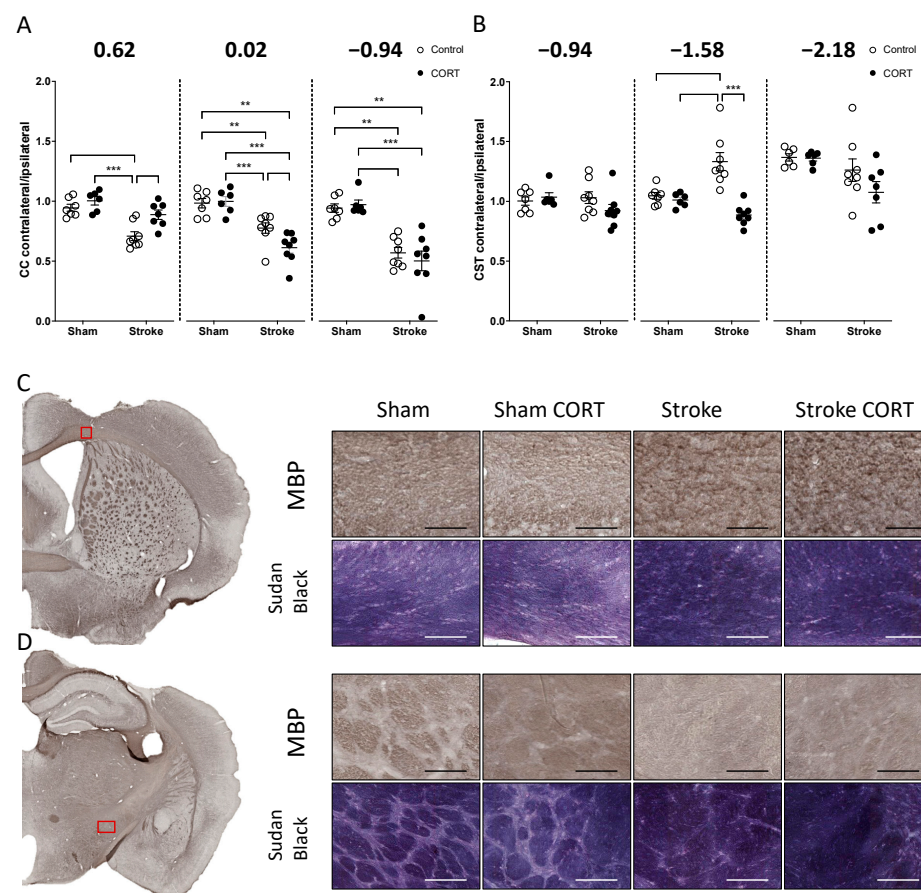 A
0.62 0.02 −0.94
Control
CORT
CC contralateral/ipsilateral
2.0
1.5
1.0
0.5
0.0
** ** **
** **
*** *** ***
***
Sham Stroke Sham Stroke Sham Stroke
B
−0.94 −1.58 −2.18
Control
CORT
CST contralateral/ipsilateral
2.0
1.5
1.0
0.5
0.0
***
Sham Stroke Sham Stroke Sham Stroke
C
Sham Sham CORT Stroke Stroke CORT
MBP
Sudan
Black
D
MBP
Sudan
Black